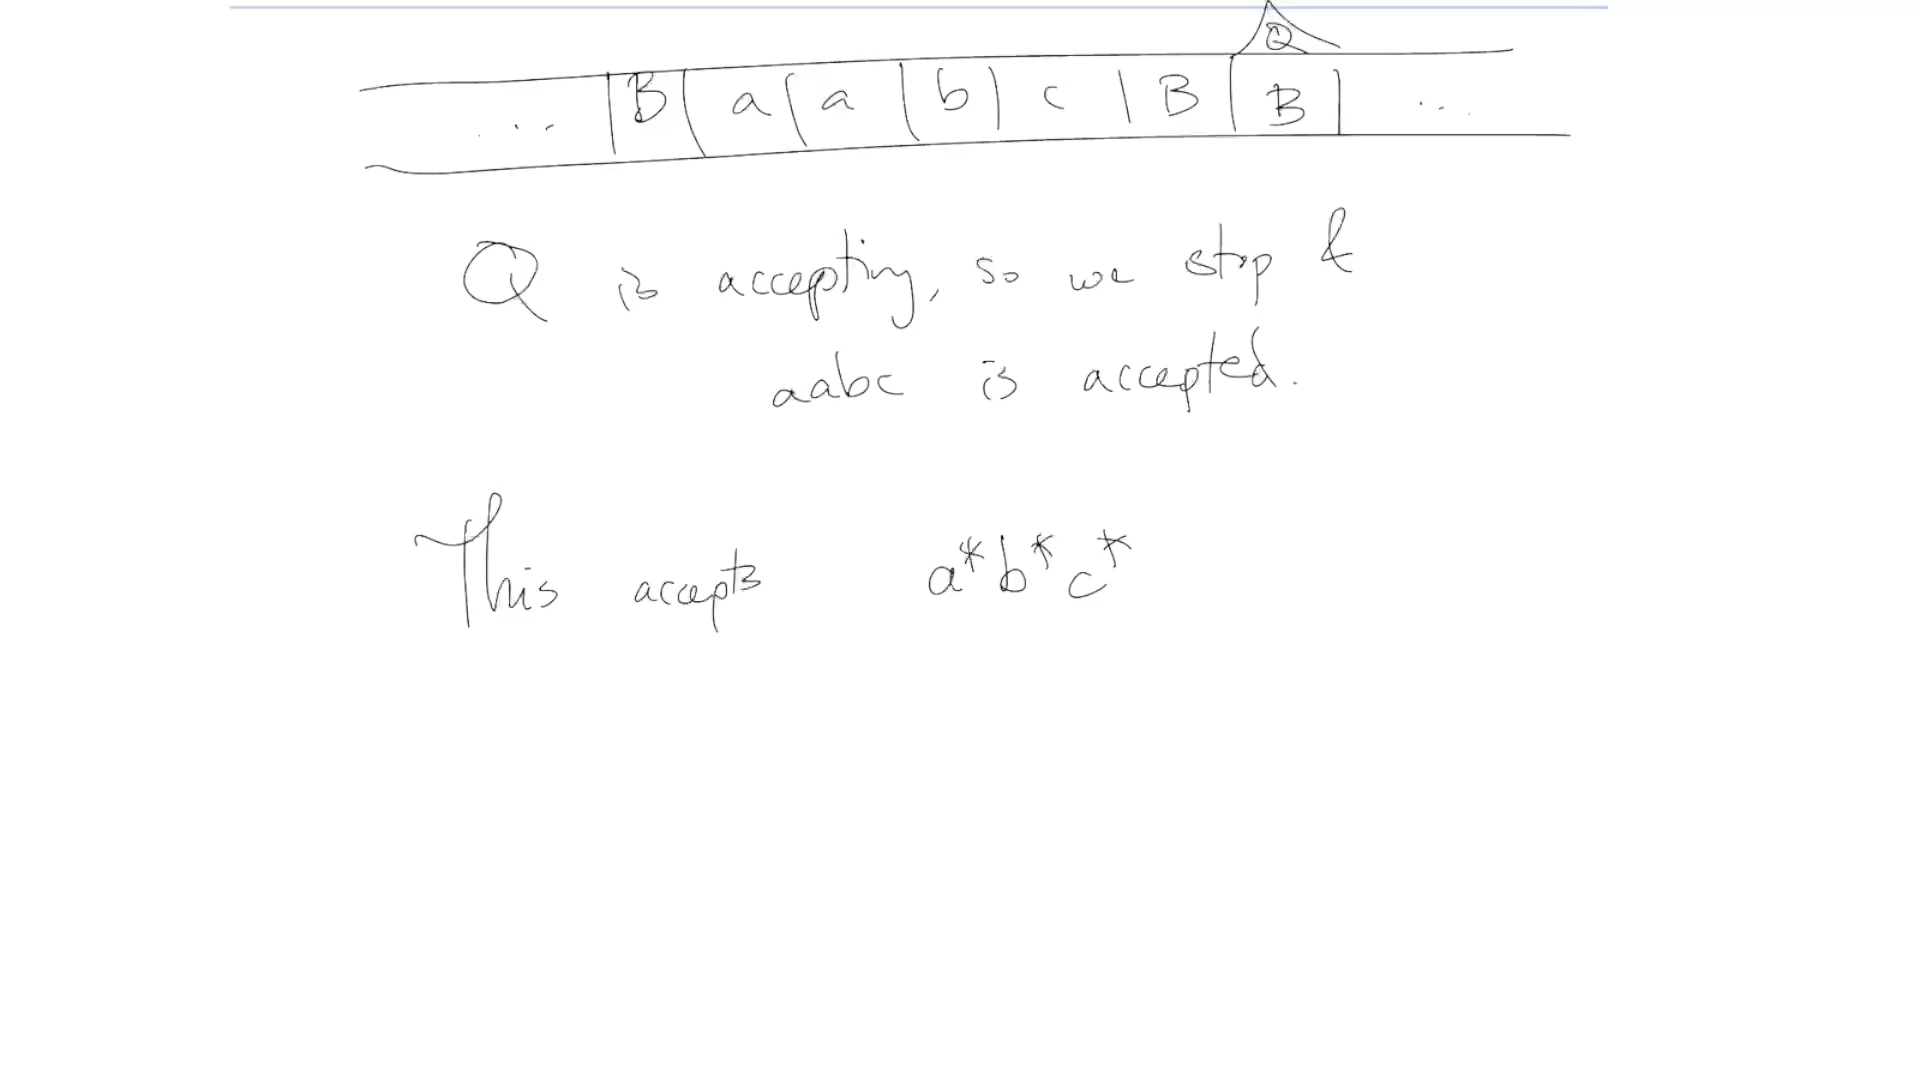 Q
... | B | a | a | b | c | B | B | ...
Q is accepting, so we stop &
aabc is accepted.
This accepts a*b*c*